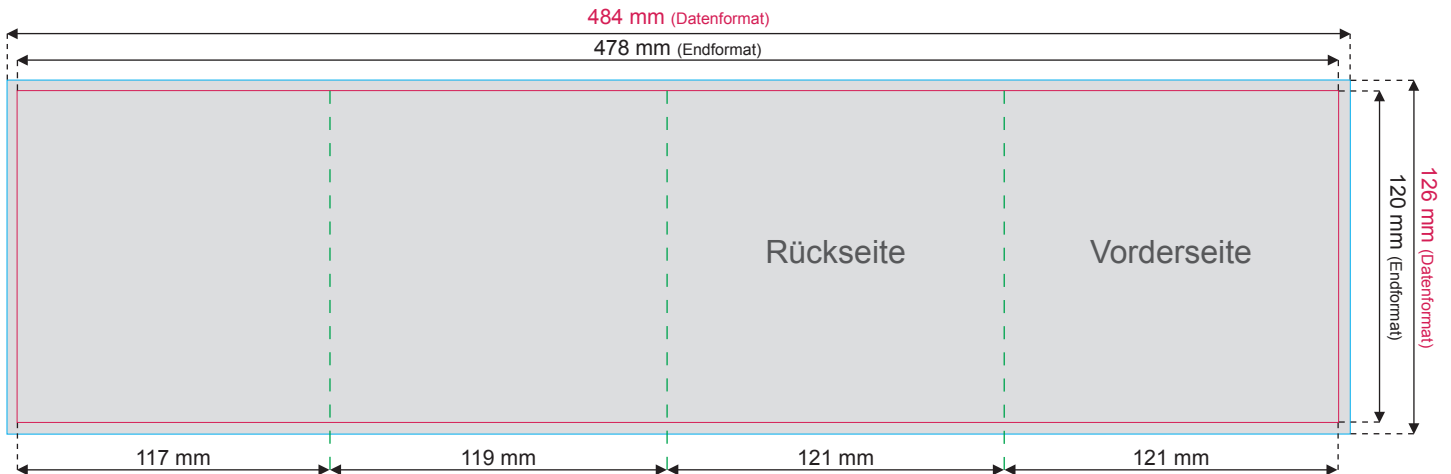 484 mm (Datenformat)
478 mm (Endformat)
Rückseite
Vorderseite
120 mm (Endformat)
126 mm (Datenformat)
117 mm
119 mm
121 mm
121 mm